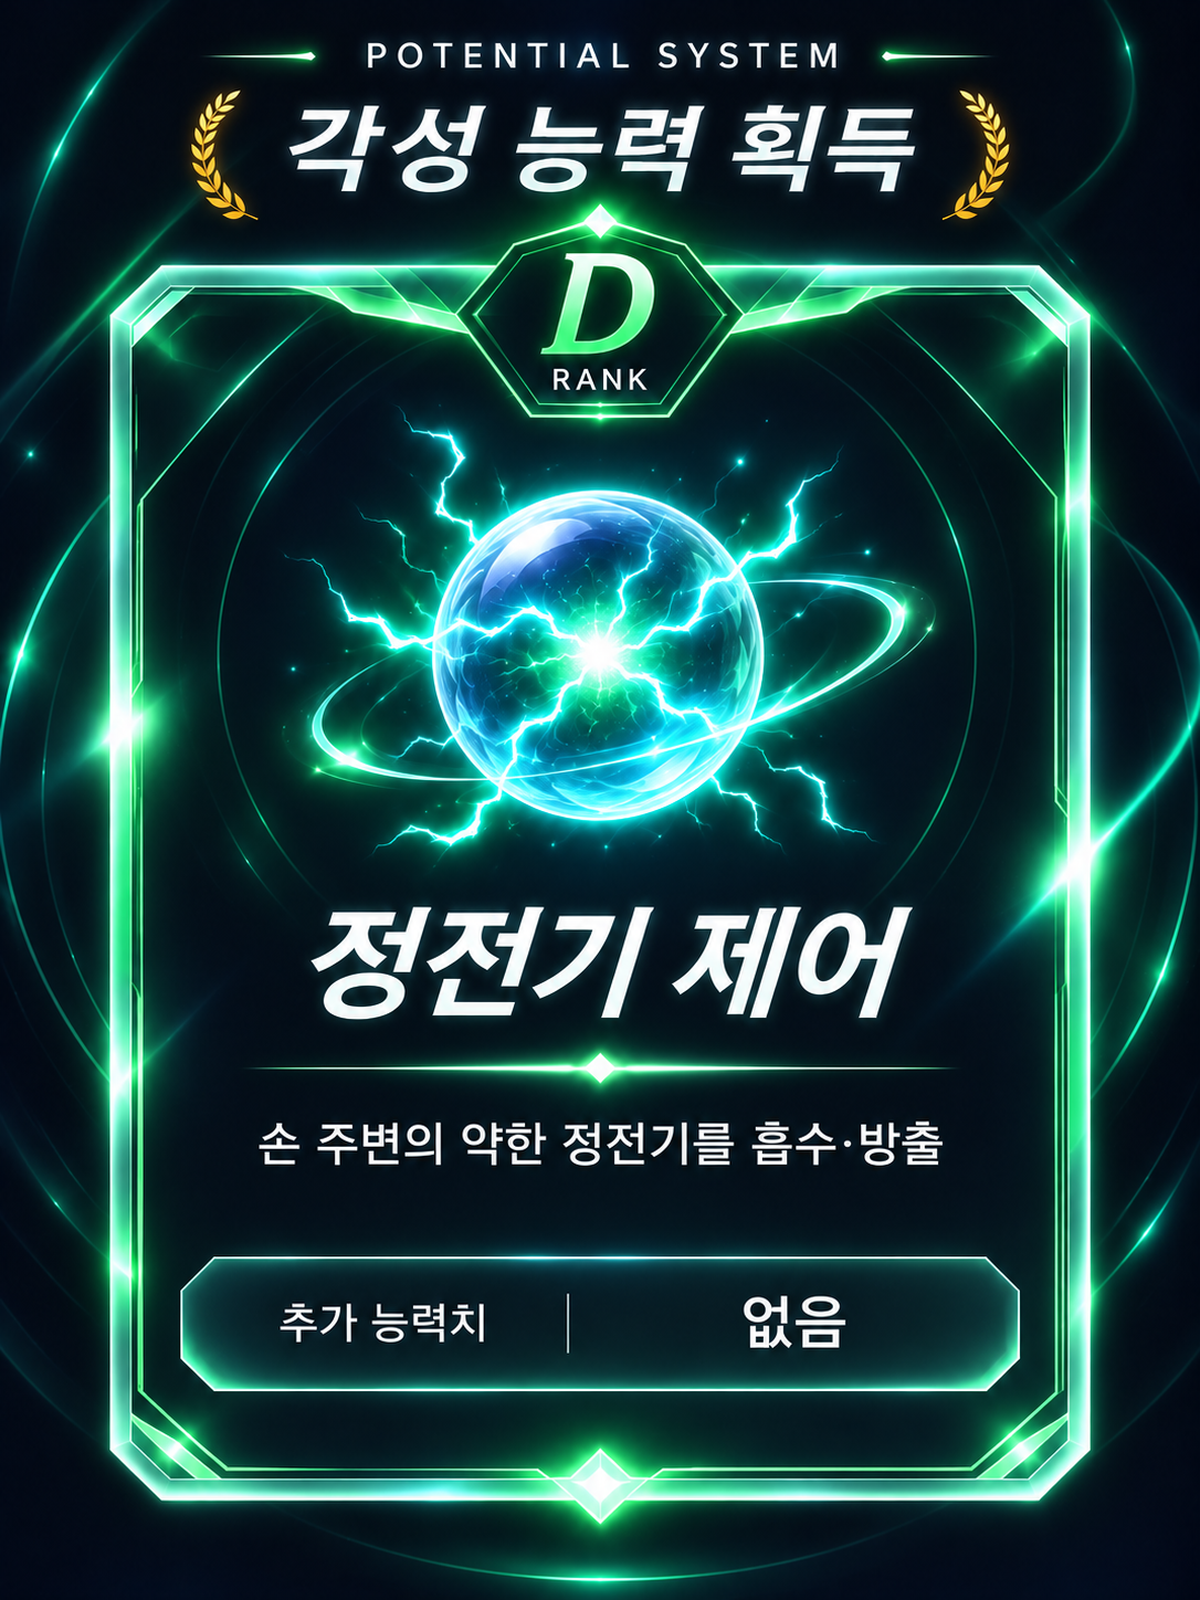 POTENTIAL SYSTEM
각성 능력 획득
D
RANK
정전기 제어
손 주변의 약한 정전기를 흡수·방출
추가 능력치
없음